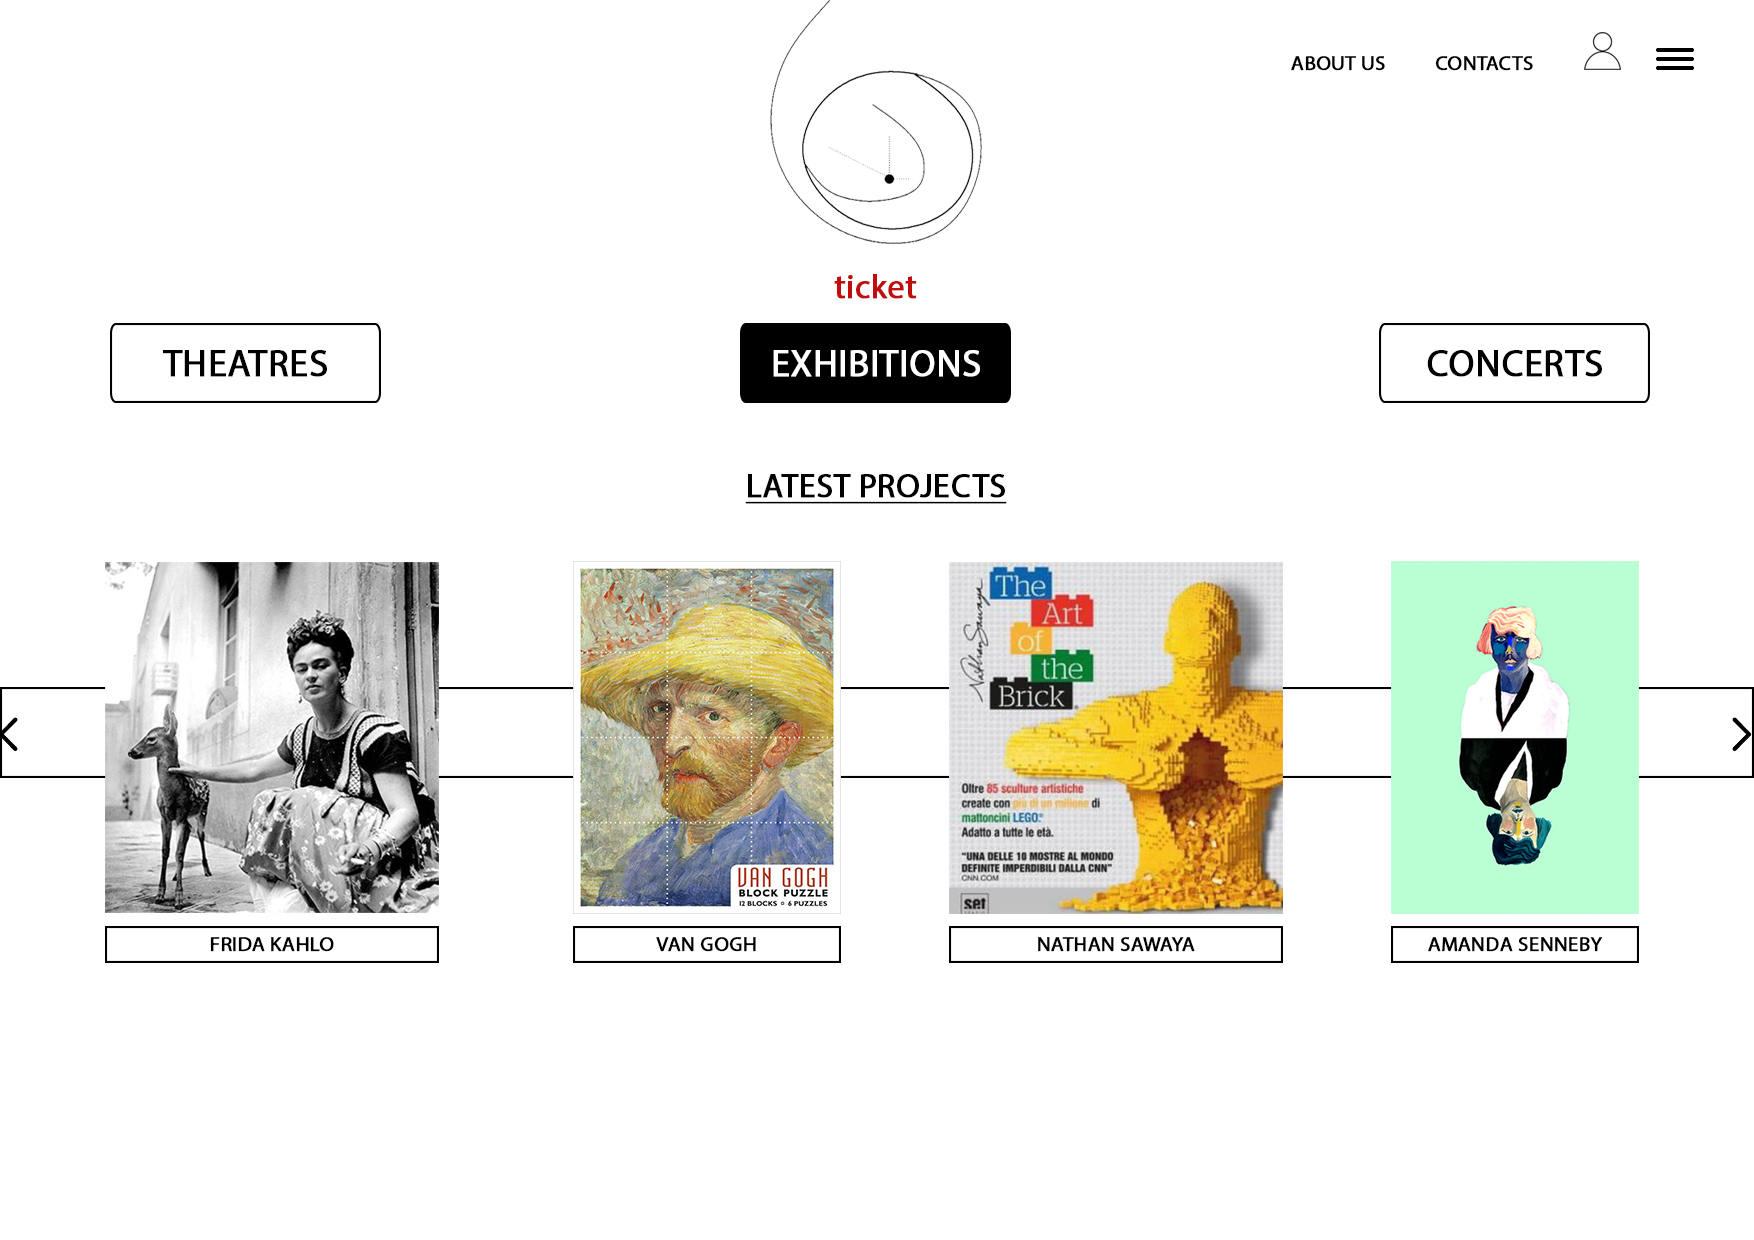 ABOUT US
CONTACTS
ticket
THEATRES
EXHIBITIONS
CONCERTS
LATEST PROJECTS
VAN GOGH
BLOCK PUZZLE
12 BLOCKS 6 PUZZLES
Nathan Sawaya
The
Art
of
the
Brick
Oltre 85 sculture artistiche
create con più di un milione di
mattoncini LEGO.®
Adatto a tutte le età.
"UNA DELLE 10 MOSTRE AL MONDO
DEFINITE IMPERDIBILI DALLA CNN"
CNN.COM
set
FRIDA KAHLO
VAN GOGH
NATHAN SAWAYA
AMANDA SENNEBY